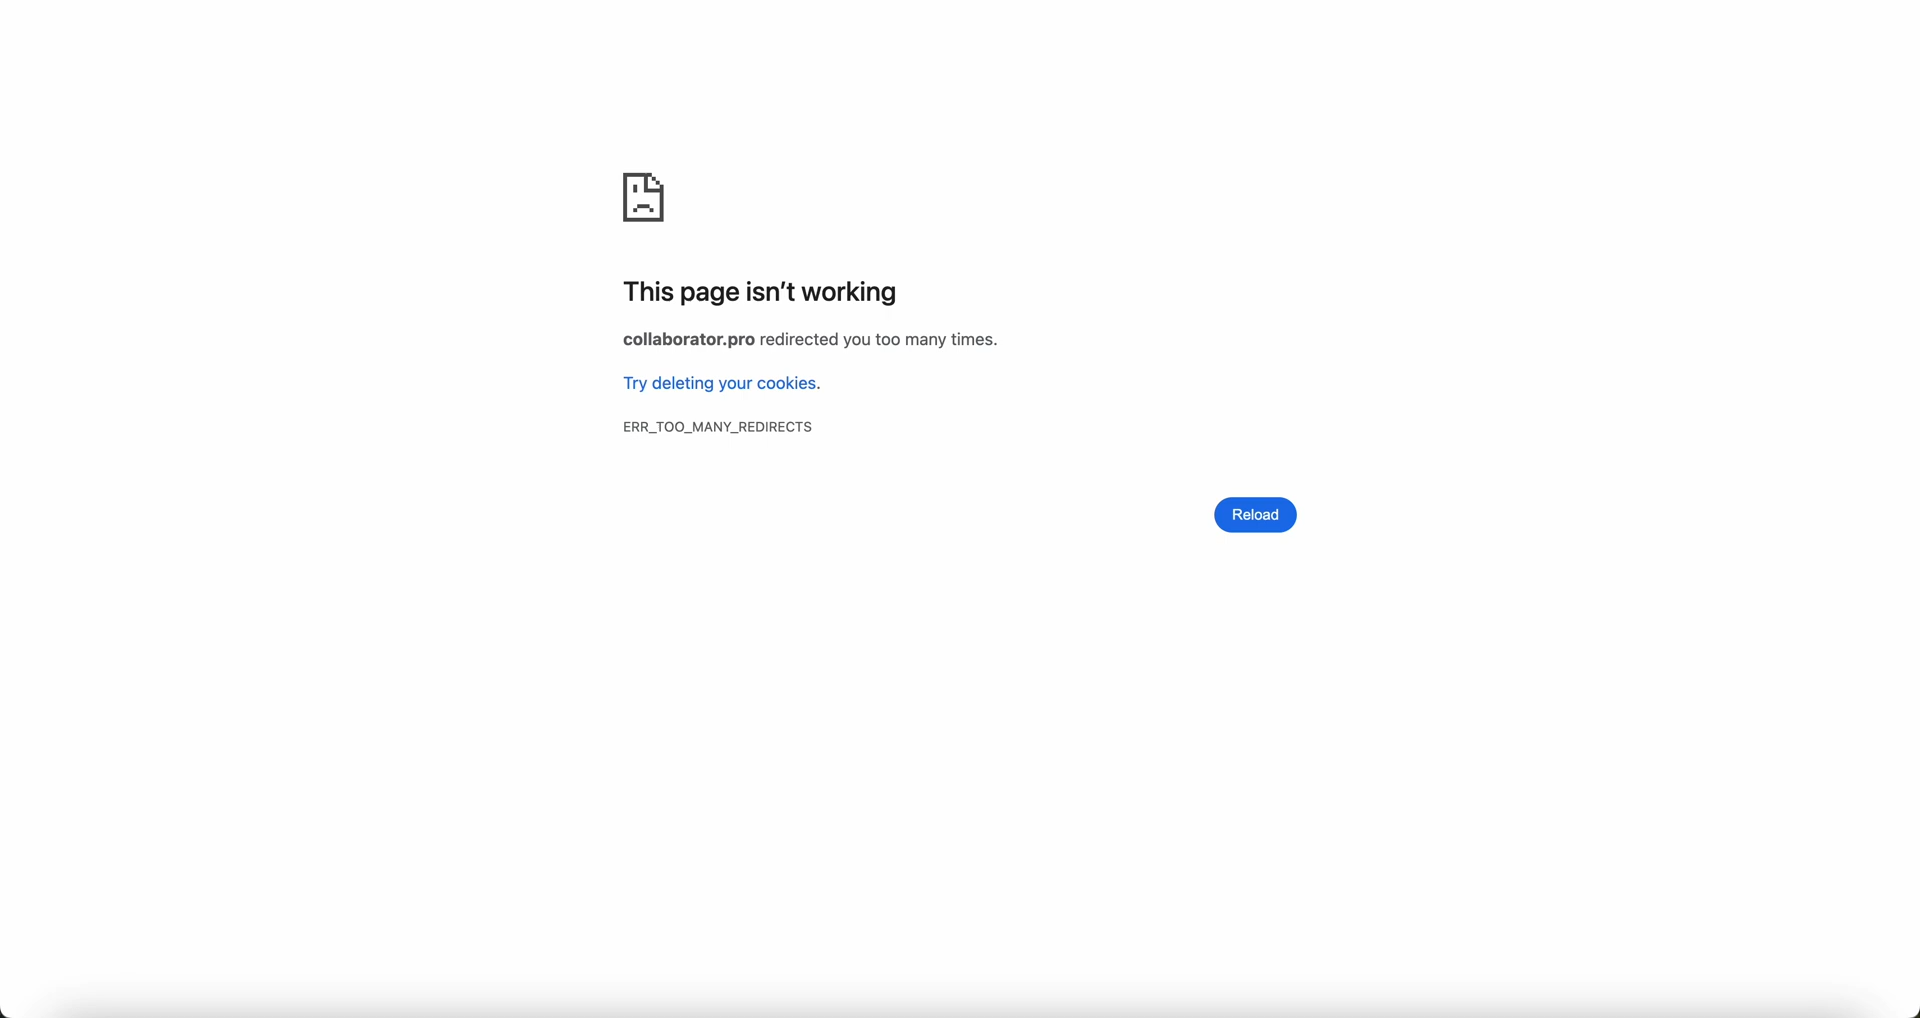 This page isn’t working
collaborator.pro redirected you too many times.
Try deleting your cookies.
ERR_TOO_MANY_REDIRECTS
Reload